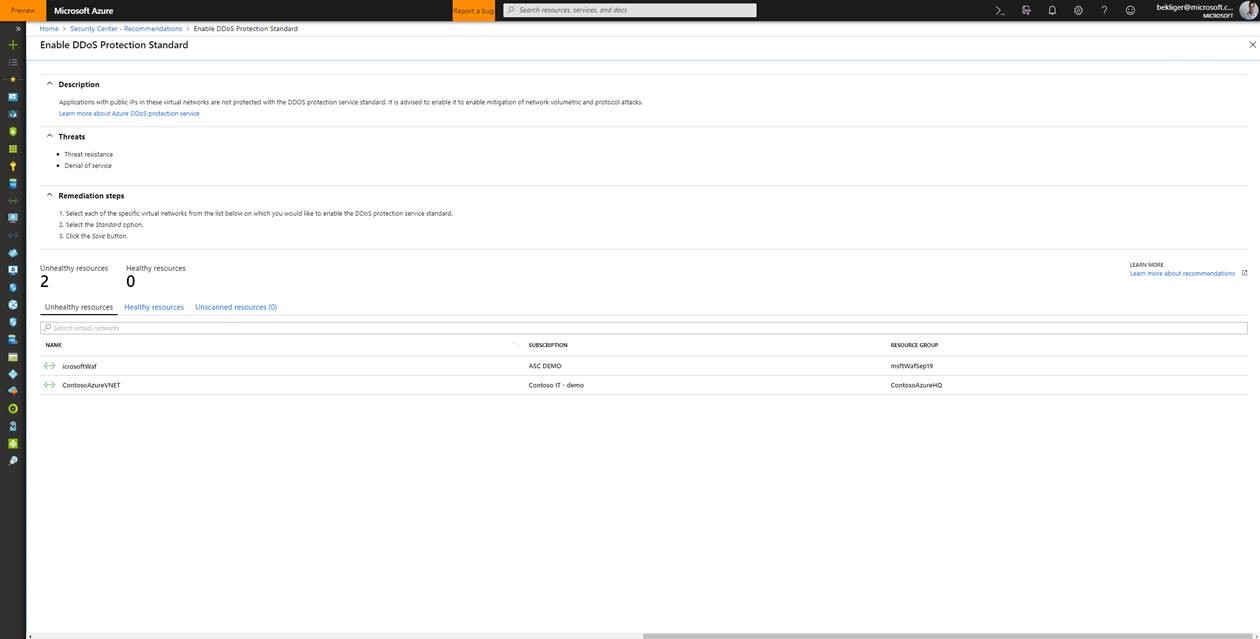 Preview
Microsoft Azure
Report a bug
Search resources, services, and docs
bekliger@microsoft.c...
MICROSOFT
Home > Security Center - Recommendations > Enable DDoS Protection Standard
Enable DDoS Protection Standard
Description
Applications with public IPs in these virtual networks are not protected with the DDOS protection service standard. It is advised to enable it to enable mitigation of network volumetric and protocol attacks.
Learn more about Azure DDoS protection service
Threats
• Threat resistance
• Denial of service
Remediation steps
1. Select each of the specific virtual networks from the list below on which you would like to enable the DDoS protection service standard.
2. Select the Standard option.
3. Click the Save button.
Unhealthy resources Healthy resources
2 0
LEARN MORE
Learn more about recommendations
Unhealthy resources Healthy resources Unscanned resources (0)
Search virtual networks
NAME SUBSCRIPTION RESOURCE GROUP
icrosoftWaf ASC DEMO msftWafSep19
ContosoAzureVNET Contoso IT - demo ContosoAzureHQ